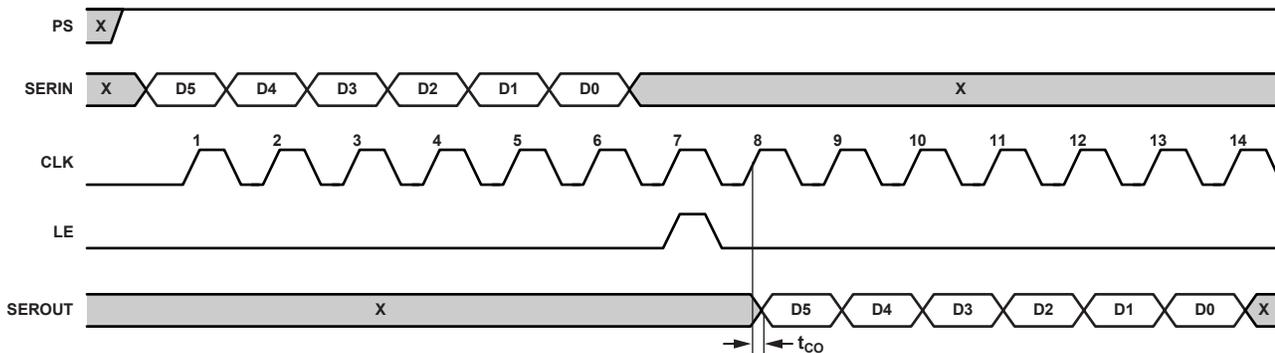 PS X
SERIN X D5 D4 D3 D2 D1 D0 X
1 2 3 4 5 6 7 8 9 10 11 12 13 14
CLK
LE
SEROUT X D5 D4 D3 D2 D1 D0 X
tCO